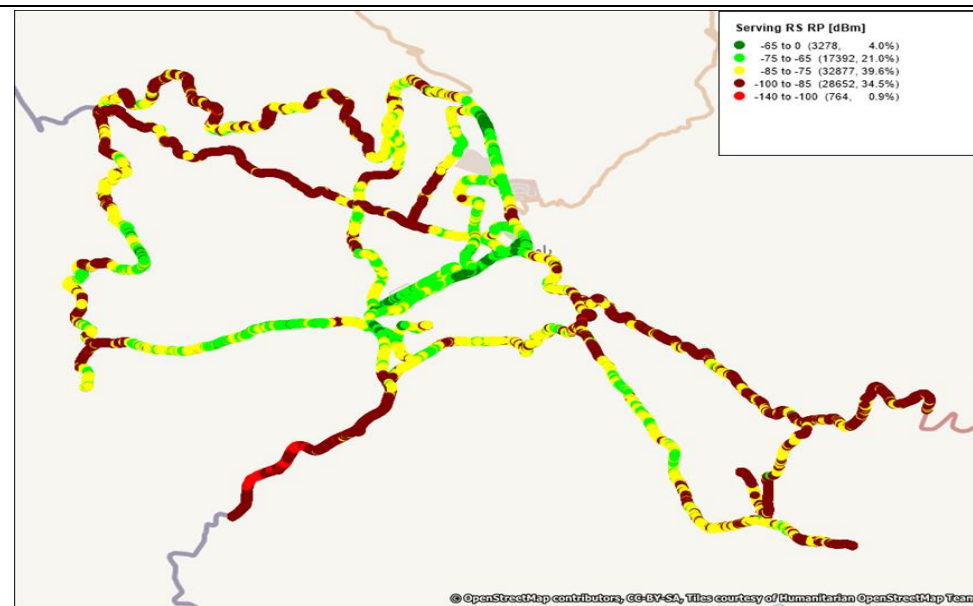 Serving RS RP [dBm]
-65 to 0 (3278, 4.0%)
-75 to -65 (17392, 21.0%)
-85 to -75 (32877, 39.6%)
-100 to -85 (28652, 34.5%)
-140 to -100 (764, 0.9%)
© OpenStreetMap contributors, CC-BY-SA, Tiles courtesy of Humanitarian OpenStreetMap Team